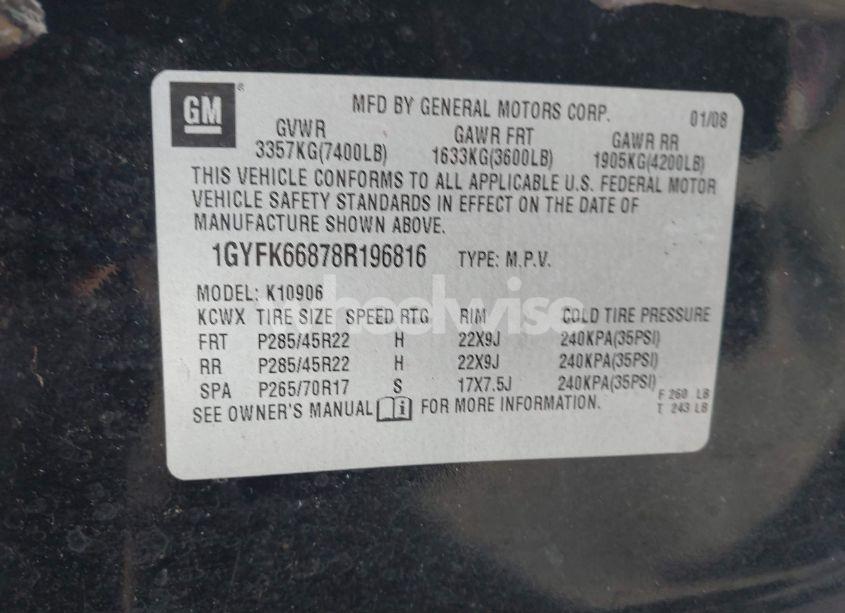 GM
MFD BY GENERAL MOTORS CORP. 01/08
GVWR GAWR FRT GAWR RR
3357KG(7400LB) 1633KG(3600LB) 1905KG(4200LB)
THIS VEHICLE CONFORMS TO ALL APPLICABLE U.S. FEDERAL MOTOR
VEHICLE SAFETY STANDARDS IN EFFECT ON THE DATE OF
MANUFACTURE SHOWN ABOVE.
1GYFK66878R196816 TYPE: M.P.V.
MODEL: K10906
wheelwise
KCWX TIRE SIZE SPEED RTG RIM COLD TIRE PRESSURE
FRT P285/45R22 H 22X9J 240KPA(35PSI)
RR P285/45R22 H 22X9J 240KPA(35PSI)
SPA P265/70R17 S 17X7.5J 240KPA(35PSI)
F 260 LB
SEE OWNER'S MANUAL i FOR MORE INFORMATION.
T 243 LB